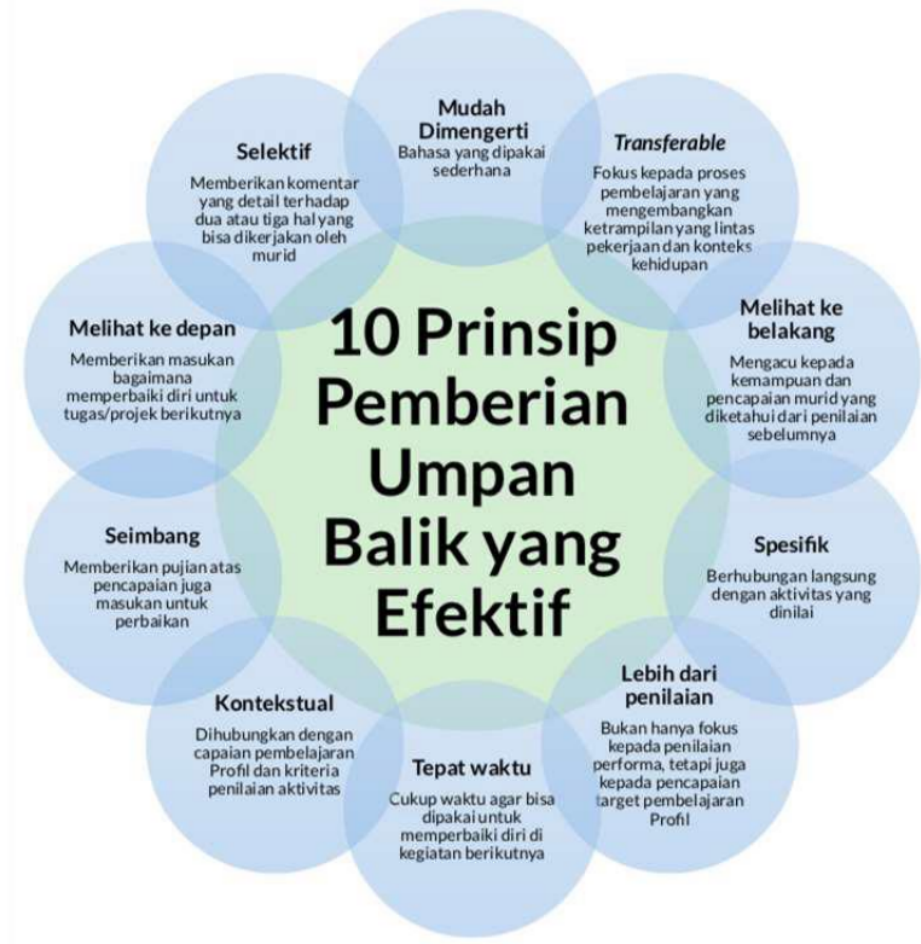 10 Prinsip
Pemberian
Umpan
Balik yang
Efektif
Mudah
Dimengerti
Bahasa yang dipakai
sederhana
Transferable
Fokus kepada proses
pembelajaran yang
mengembangkan
ketrampilan yang lintas
pekerjaan dan konteks
kehidupan
Melihat ke
belakang
Mengacu kepada
kemampuan dan
pencapaian murid yang
diketahui dari penilaian
sebelumnya
Spesifik
Berhubungan langsung
dengan aktivitas yang
dinilai
Lebih dari
penilaian
Bukan hanya fokus
kepada penilaian
performa, tetapi juga
kepada pencapaian
target pembelajaran
Profil
Tepat waktu
Cukup waktu agar bisa
dipakai untuk
memperbaiki diri di
kegiatan berikutnya
Kontekstual
Dihubungkan dengan
capaian pembelajaran
Profil dan kriteria
penilaian aktivitas
Seimbang
Memberikan pujian atas
pencapaian juga
masukan untuk
perbaikan
Melihat ke depan
Memberikan masukan
bagaimana
memperbaiki diri untuk
tugas/projek berikutnya
Selektif
Memberikan komentar
yang detail terhadap
dua atau tiga hal yang
bisa dikerjakan oleh
murid